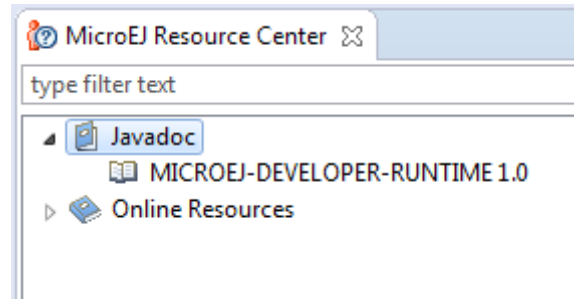 MicroEJ Resource Center
type filter text
Javadoc
MICROEJ-DEVELOPER-RUNTIME 1.0
Online Resources